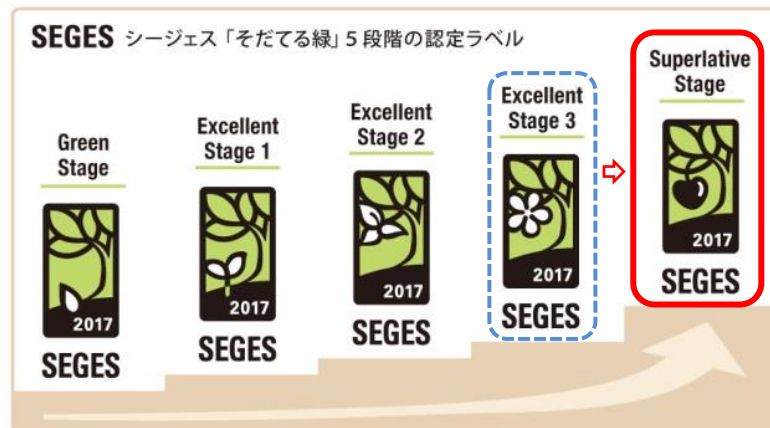 SEGES シージェス「そだてる緑」5段階の認定ラベル
Green
Stage
2017
SEGES
Excellent
Stage 1
2017
SEGES
Excellent
Stage 2
2017
SEGES
Excellent
Stage 3
2017
SEGES
Superlative
Stage
2017
SEGES